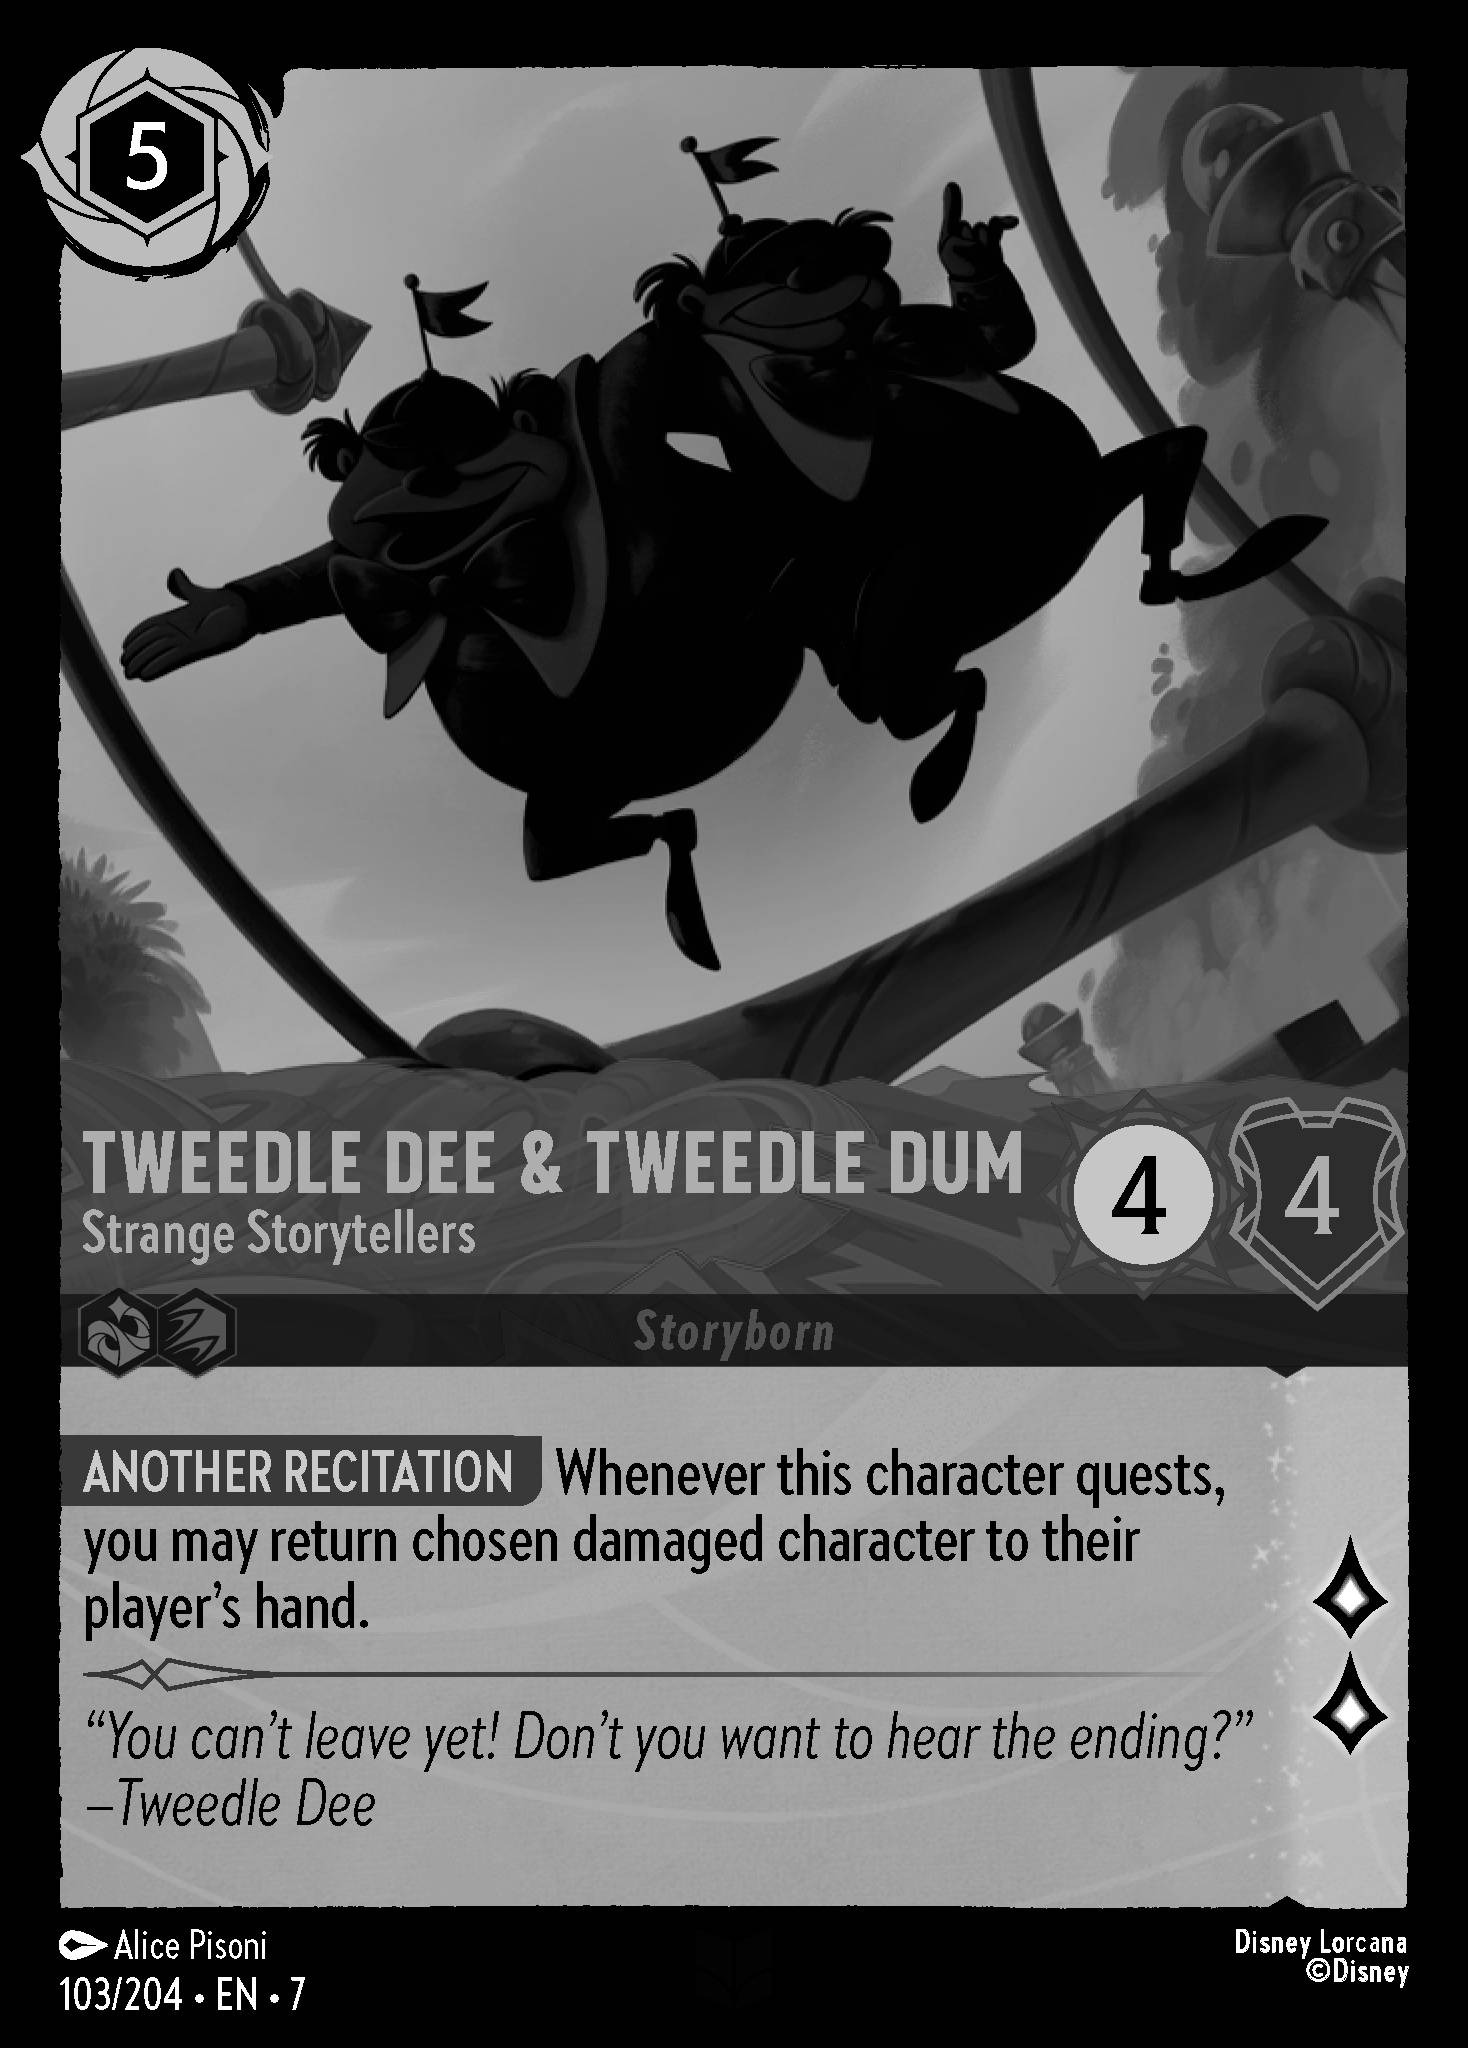 5
TWEEDLE DEE & TWEEDLE DUM
Strange Storytellers
4
4
Storyborn
ANOTHER RECITATION Whenever this character quests,
you may return chosen damaged character to their
player’s hand.
“You can’t leave yet! Don’t you want to hear the ending?”
–Tweedle Dee
Alice Pisoni
103/204 • EN • 7
Disney Lorcana
©Disney